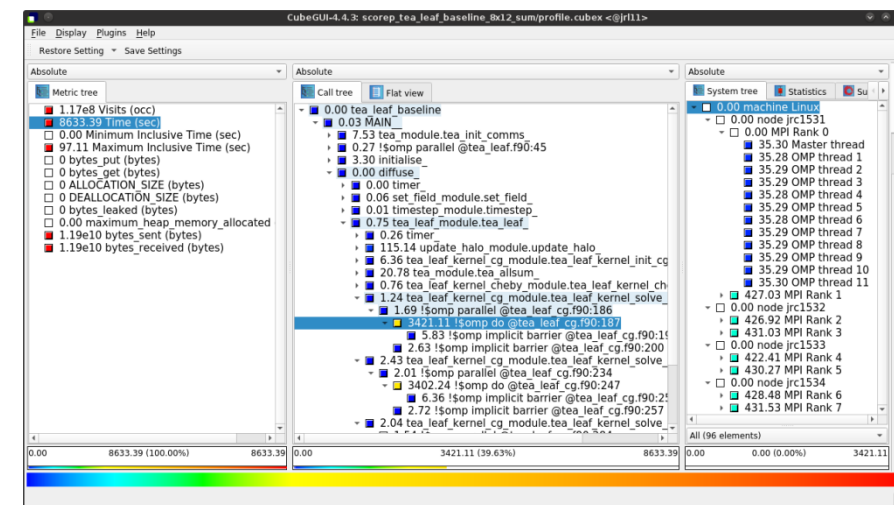 CubeGUI-4.4.3: scorep_tea_leaf_baseline_8x12_sum/profile.cubex <@jrl11>
File Display Plugins Help
Restore Setting Save Settings
Absolute
Metric tree
1.17e8 Visits (occ)
8633.39 Time (sec)
0.00 Minimum Inclusive Time (sec)
97.11 Maximum Inclusive Time (sec)
0 bytes_put (bytes)
0 bytes_get (bytes)
0 ALLOCATION_SIZE (bytes)
0 DEALLOCATION_SIZE (bytes)
0 bytes_leaked (bytes)
0.00 maximum_heap_memory_allocated
1.19e10 bytes_sent (bytes)
1.19e10 bytes_received (bytes)
0.00 8633.39 (100.00%) 8633.39
Absolute
Call tree Flat view
0.00 tea_leaf_baseline
0.03 MAIN__
7.53 tea_module.tea_init_comms_
0.27 !$omp parallel @tea_leaf.f90:45
3.30 initialise_
0.00 diffuse_
0.00 timer_
0.06 set_field_module.set_field_
0.01 timestep_module.timestep_
0.75 tea_leaf_module.tea_leaf_
0.26 timer_
115.14 update_halo_module.update_halo_
6.36 tea_leaf_kernel_cg_module.tea_leaf_kernel_init_cg
20.78 tea_module.tea_allsum_
0.76 tea_leaf_kernel_cheby_module.tea_leaf_kernel_ch
1.24 tea_leaf_kernel_cg_module.tea_leaf_kernel_solve_
1.69 !$omp parallel @tea_leaf_cg.f90:186
3421.11 !$omp do @tea_leaf_cg.f90:187
5.83 !$omp implicit barrier @tea_leaf_cg.f90:19
2.63 !$omp implicit barrier @tea_leaf_cg.f90:200
2.43 tea_leaf_kernel_cg_module.tea_leaf_kernel_solve_
2.01 !$omp parallel @tea_leaf_cg.f90:234
3402.24 !$omp do @tea_leaf_cg.f90:247
6.36 !$omp implicit barrier @tea_leaf_cg.f90:25
2.72 !$omp implicit barrier @tea_leaf_cg.f90:257
2.04 tea_leaf_kernel_cg_module.tea_leaf_kernel_solve_
0.00 3421.11 (39.63%) 8633.39
Absolute
System tree Statistics Su
0.00 machine Linux
0.00 node jrc1531
0.00 MPI Rank 0
35.30 Master thread
35.28 OMP thread 1
35.29 OMP thread 2
35.29 OMP thread 3
35.28 OMP thread 4
35.29 OMP thread 5
35.28 OMP thread 6
35.29 OMP thread 7
35.29 OMP thread 8
35.29 OMP thread 9
35.29 OMP thread 10
35.30 OMP thread 11
427.03 MPI Rank 1
0.00 node jrc1532
426.92 MPI Rank 2
431.03 MPI Rank 3
0.00 node jrc1533
422.41 MPI Rank 4
430.27 MPI Rank 5
0.00 node jrc1534
428.48 MPI Rank 6
431.53 MPI Rank 7
All (96 elements)
0.00 0.00 (0.00%) 3421.11